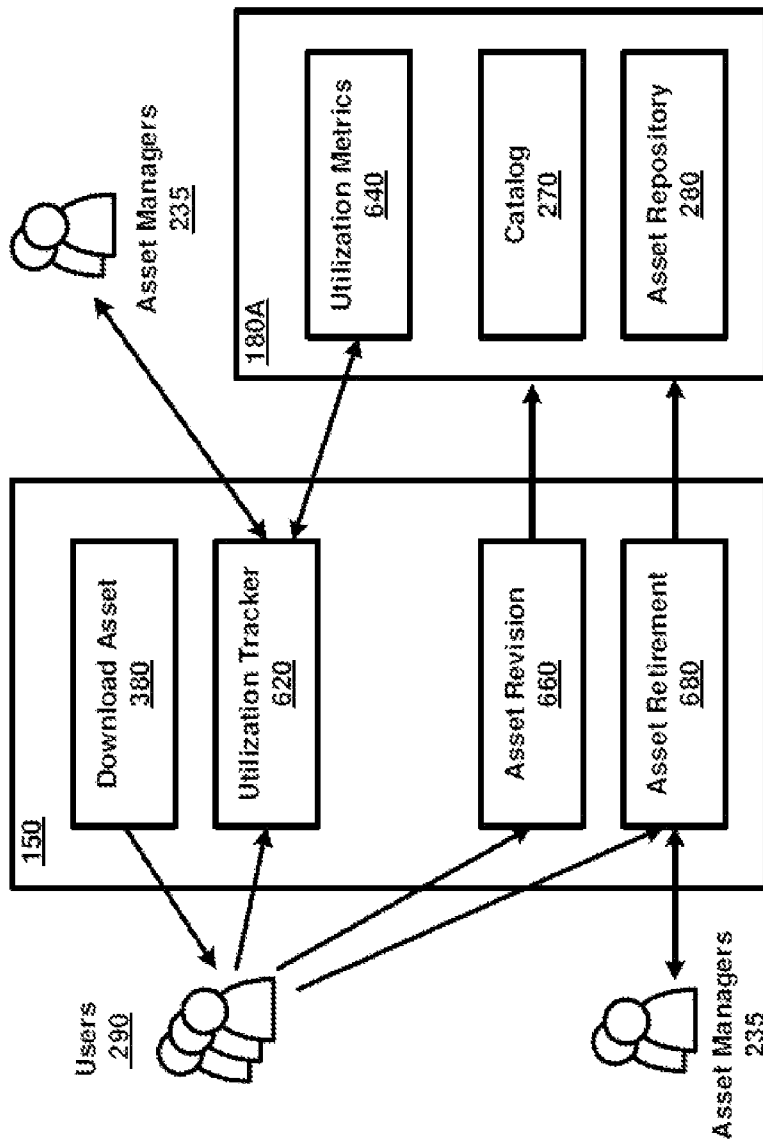 Users
290
Asset Managers
235
150
Download Asset
380
Utilization Tracker
620
Asset Revision
660
Asset Retirement
680
Asset Managers
235
180A
Utilization Metrics
640
Catalog
270
Asset Repository
280